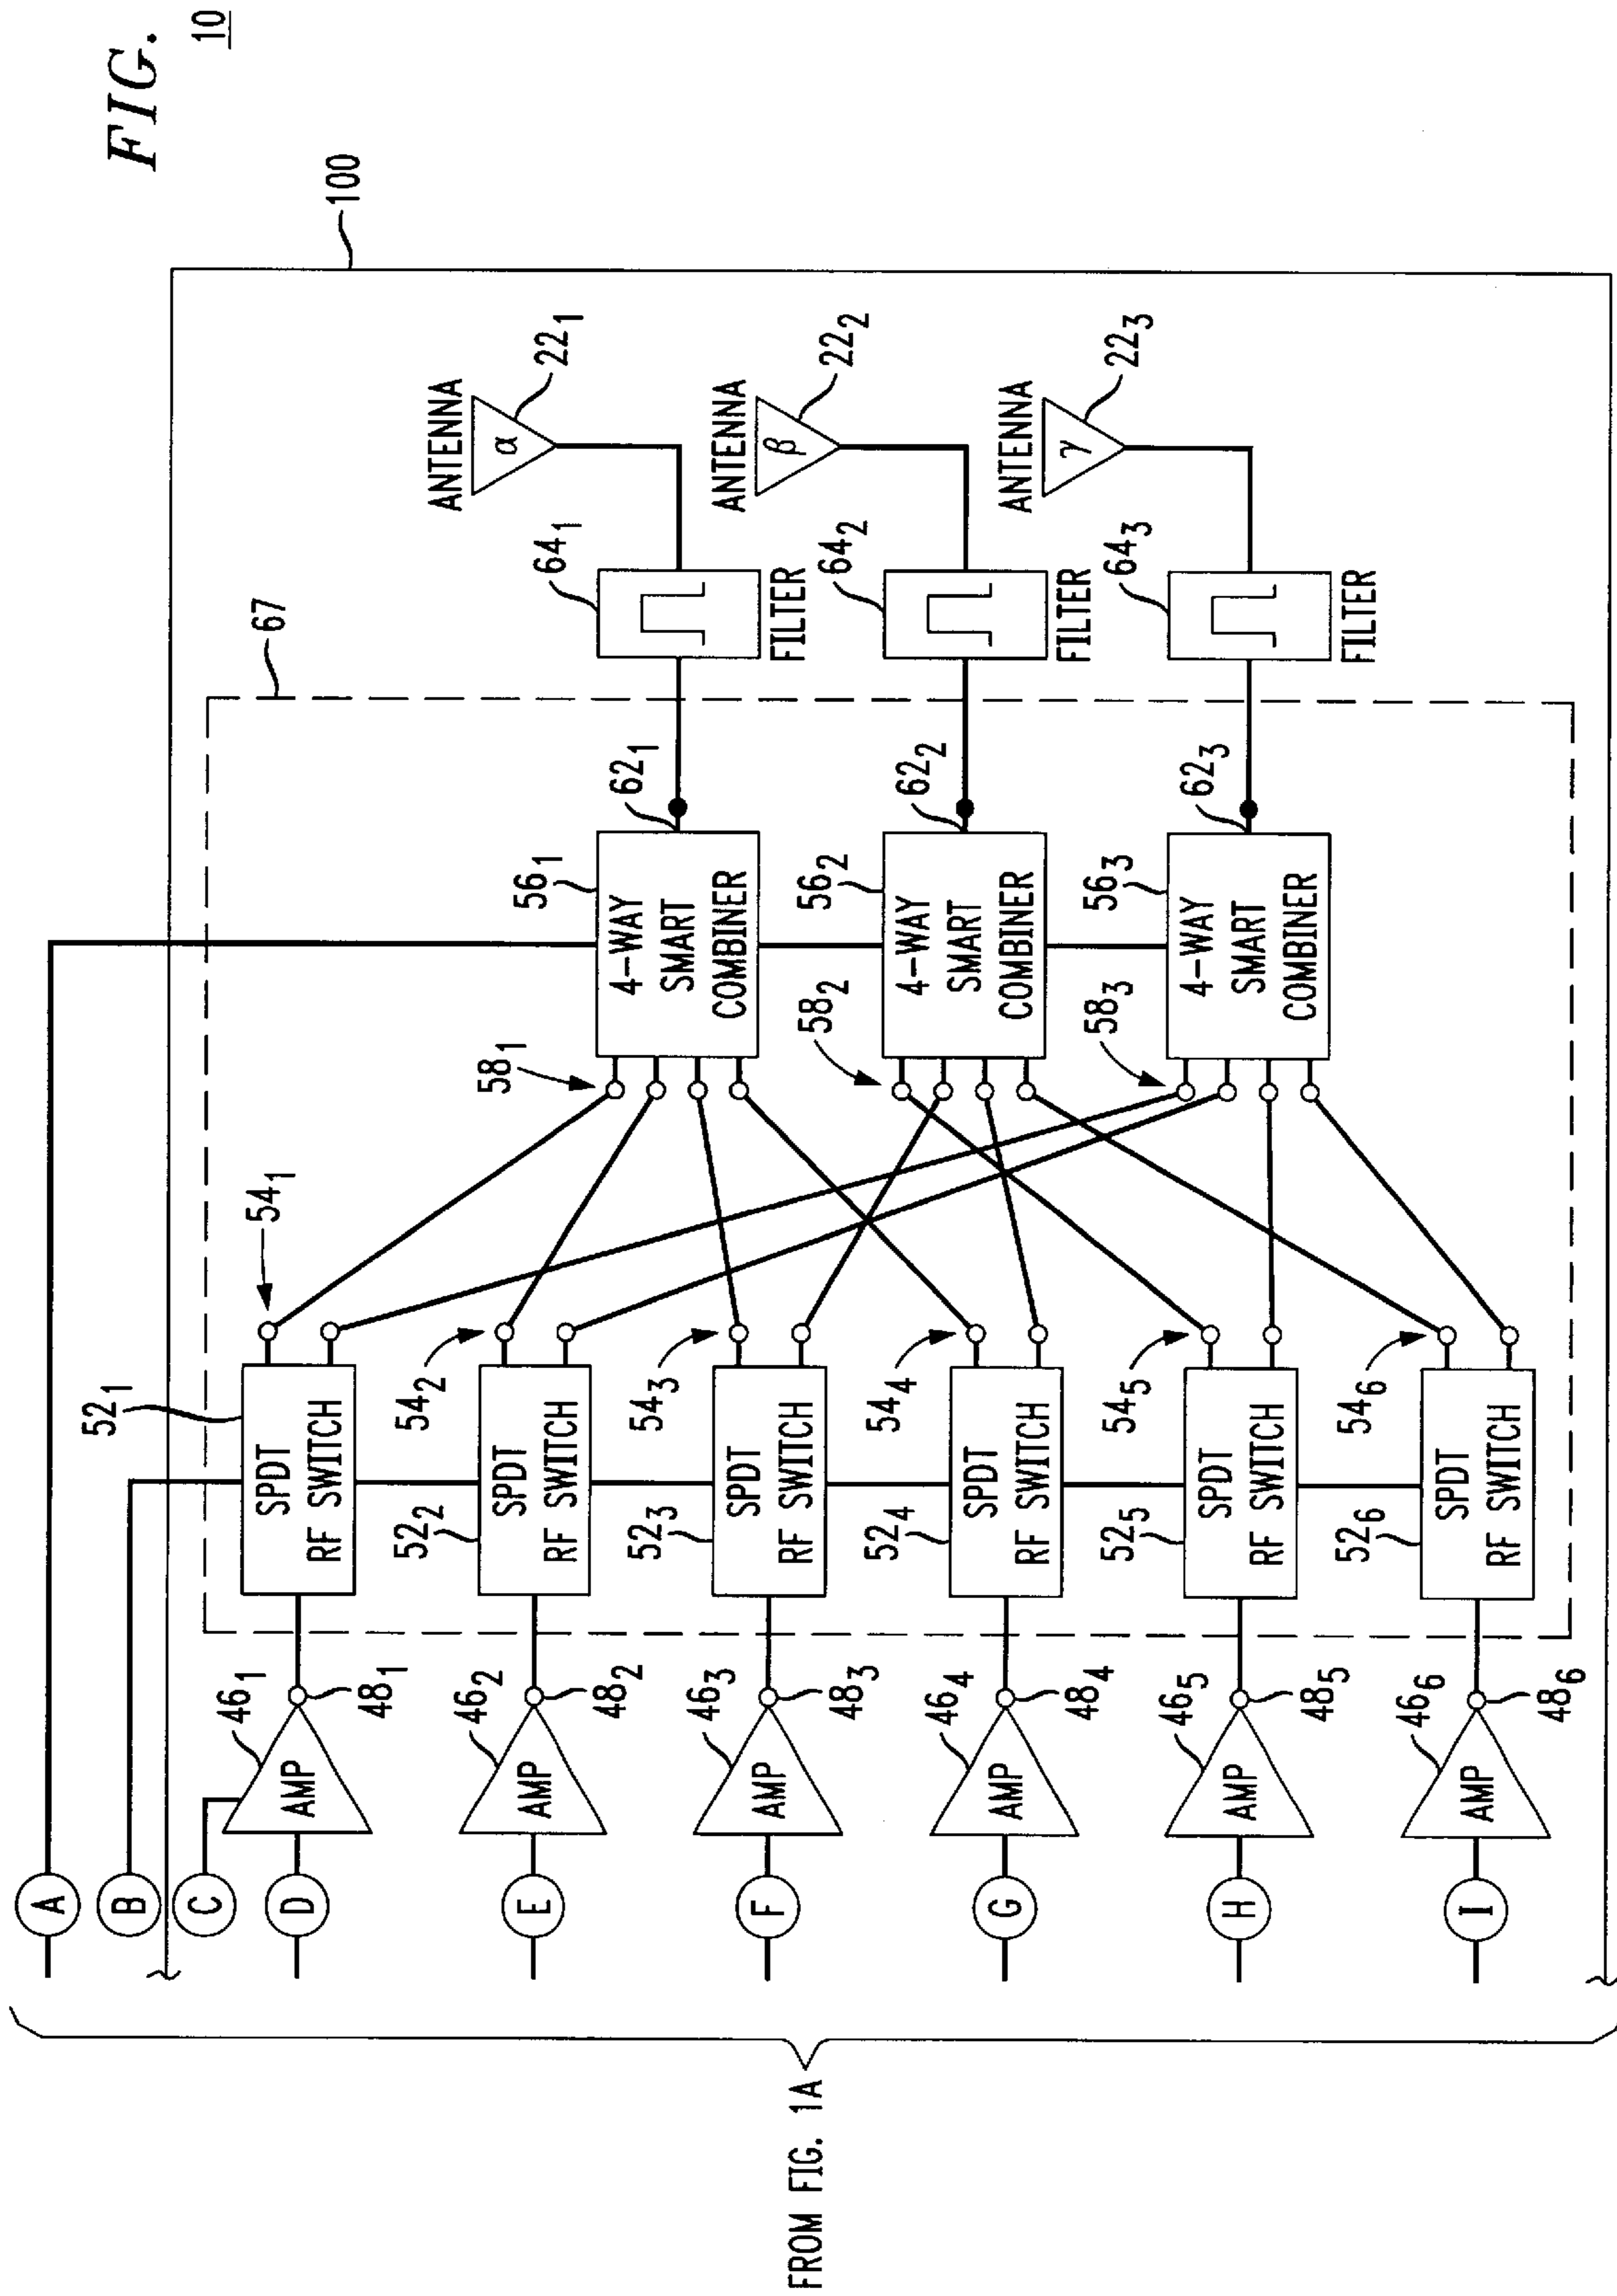 FIG.
10
100
A
B
C
D
E
F
G
H
I
FROM FIG. 1A
67
46₁
AMP
48₁
46₂
AMP
48₂
46₃
AMP
48₃
46₄
AMP
48₄
46₅
AMP
48₅
46₆
AMP
48₆
52₁
SPDT
RF SWITCH
54₁
52₂
SPDT
RF SWITCH
54₂
52₃
SPDT
RF SWITCH
54₃
52₄
SPDT
RF SWITCH
54₄
52₅
SPDT
RF SWITCH
54₅
52₆
SPDT
RF SWITCH
54₆
58₁
56₁
4-WAY
SMART
COMBINER
62₁
58₂
56₂
4-WAY
SMART
COMBINER
62₂
58₃
56₃
4-WAY
SMART
COMBINER
62₃
64₁
FILTER
64₂
FILTER
64₃
FILTER
ANTENNA
α
22₁
ANTENNA
β
22₂
ANTENNA
γ
22₃